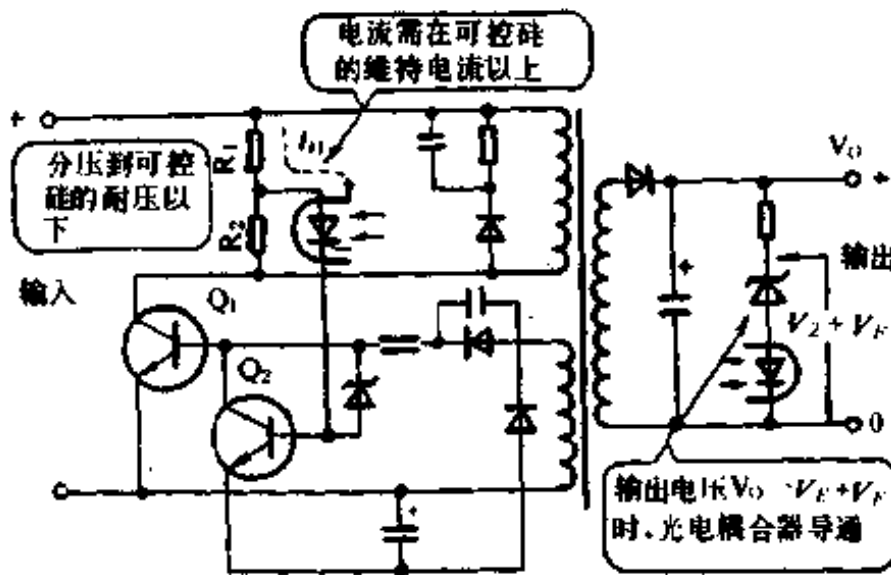 电流需在可控硅
的维持电流以上
+
分压到可控
硅的耐压以
下
R₁
R₂
输入
Q₁
Q₂
V₀
+
+
输出
V_Z + V_F
0
+
输出电压V₀
时、光电耦合器导通